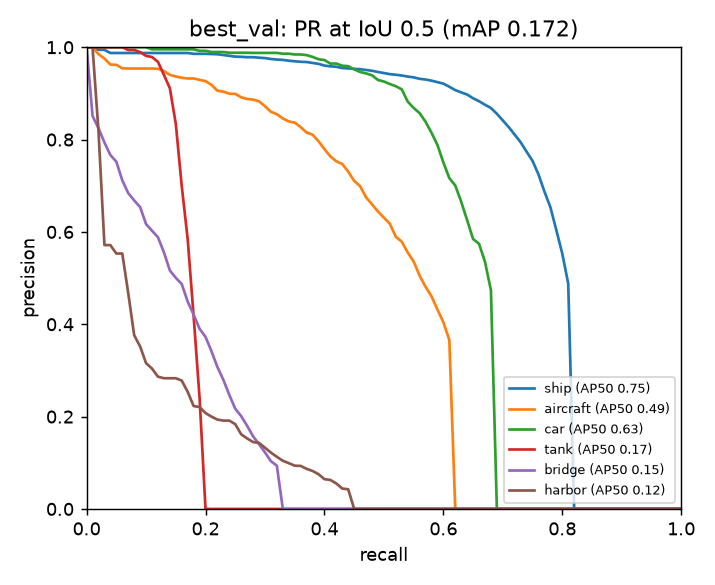 best_val: PR at IoU 0.5 (mAP 0.172)
1.0
0.8
0.6
0.4
0.2
0.0
precision
0.0 0.2 0.4 0.6 0.8 1.0
recall
ship (AP50 0.75)
aircraft (AP50 0.49)
car (AP50 0.63)
tank (AP50 0.17)
bridge (AP50 0.15)
harbor (AP50 0.12)